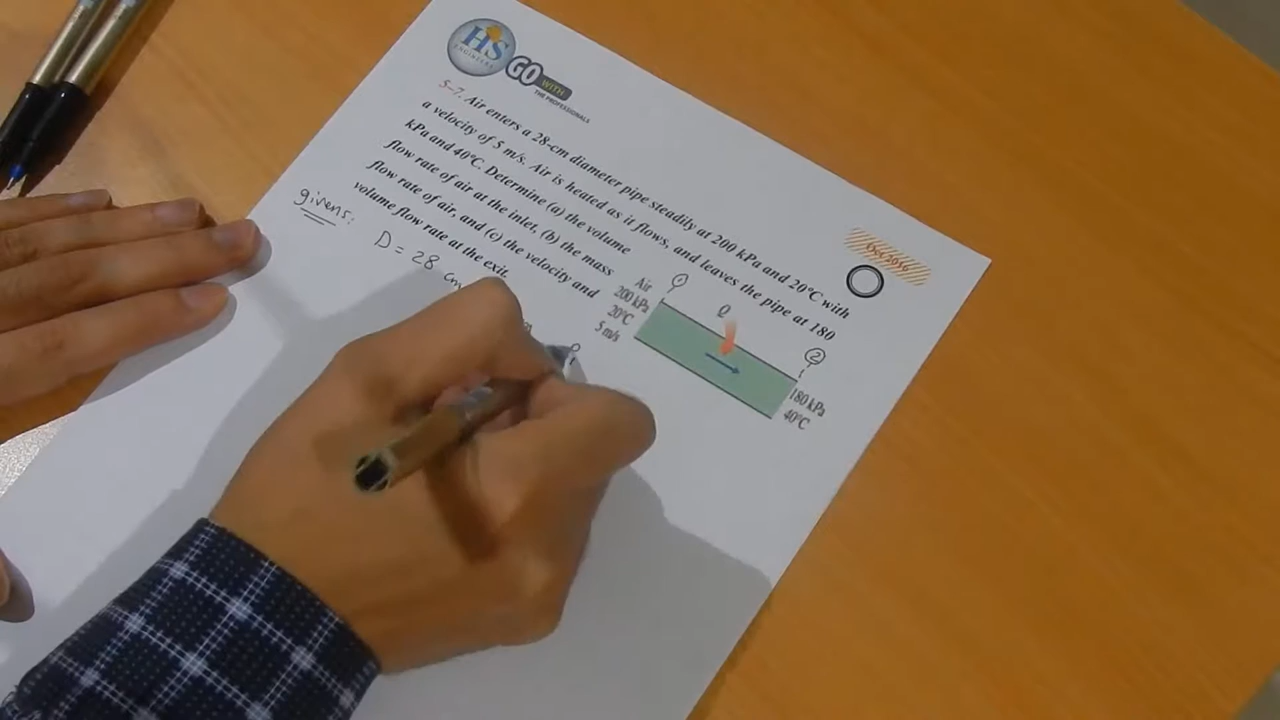 HS
ENGINEERS
GO
WITH
THE PROFESSIONALS
5-7. Air enters a 28-cm diameter pipe steadily at 200 kPa and 20°C with
a velocity of 5 m/s. Air is heated as it flows, and leaves the pipe at 180
kPa and 40°C. Determine (a) the volume
flow rate of air at the inlet, (b) the mass
flow rate of air, and (c) the velocity and
volume flow rate at the exit.
givens:
D = 28 cm
Air
200 kPa
20°C
5 m/s
1
Q
2
180 kPa
40°C